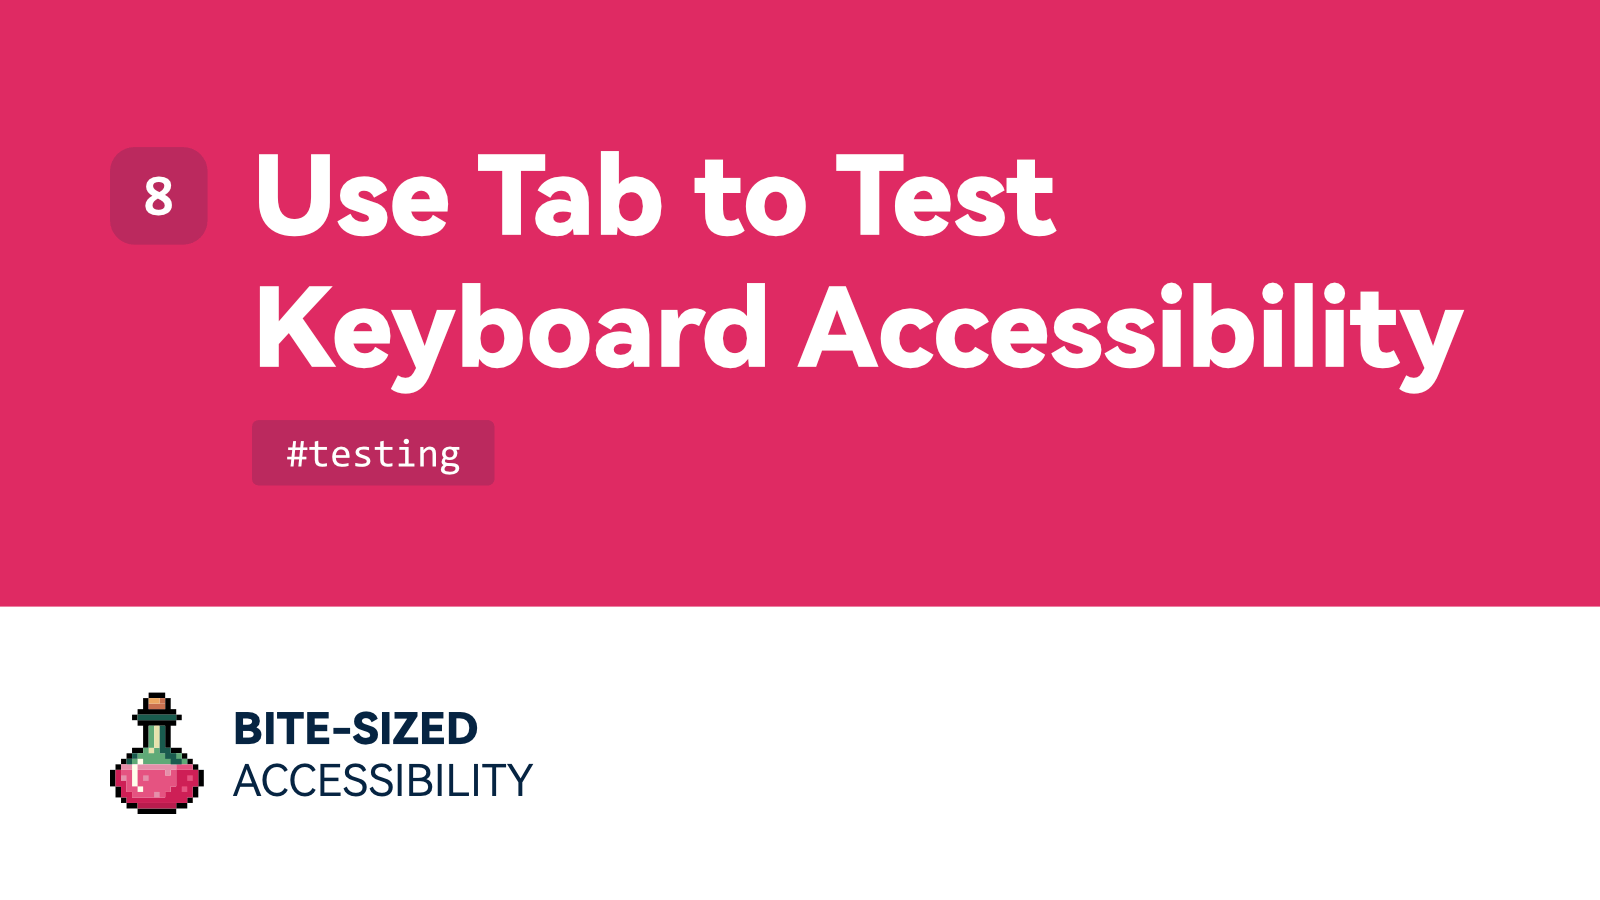 8
Use Tab to Test
Keyboard Accessibility
#testing
BITE-SIZED
ACCESSIBILITY